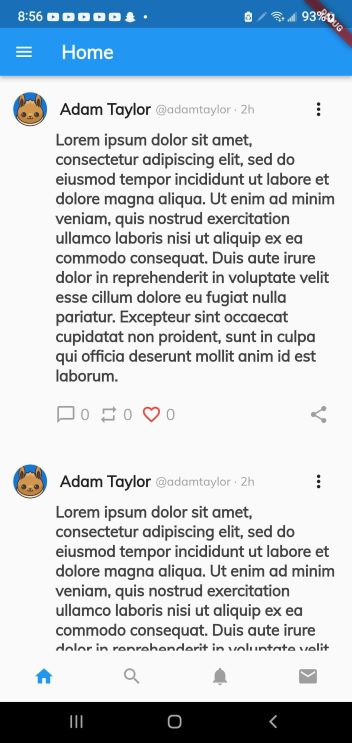 8:56
93%
DEBUG
Home
Adam Taylor @adamtaylor · 2h
Lorem ipsum dolor sit amet,
consectetur adipiscing elit, sed do
eiusmod tempor incididunt ut labore et
dolore magna aliqua. Ut enim ad minim
veniam, quis nostrud exercitation
ullamco laboris nisi ut aliquip ex ea
commodo consequat. Duis aute irure
dolor in reprehenderit in voluptate velit
esse cillum dolore eu fugiat nulla
pariatur. Excepteur sint occaecat
cupidatat non proident, sunt in culpa
qui officia deserunt mollit anim id est
laborum.
0 0 0
Adam Taylor @adamtaylor · 2h
Lorem ipsum dolor sit amet,
consectetur adipiscing elit, sed do
eiusmod tempor incididunt ut labore et
dolore magna aliqua. Ut enim ad minim
veniam, quis nostrud exercitation
ullamco laboris nisi ut aliquip ex ea
commodo consequat. Duis aute irure
dolor in reprehenderit in voluptate velit